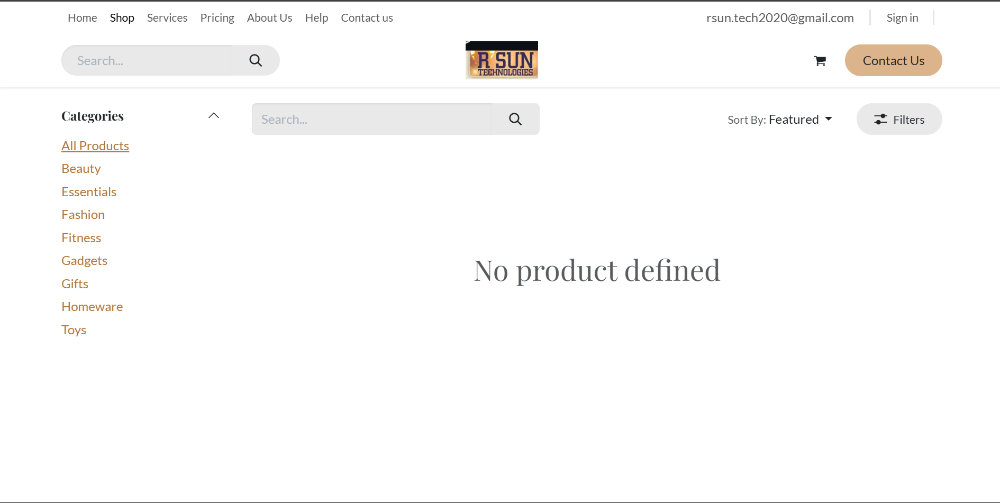 Home Shop Services Pricing About Us Help Contact us rsun.tech2020@gmail.com Sign in
Search...
R SUN
TECHNOLOGIES
Contact Us
Categories
Search...
Sort By: Featured
Filters
All Products
Beauty
Essentials
Fashion
Fitness
Gadgets
Gifts
Homeware
Toys
No product defined